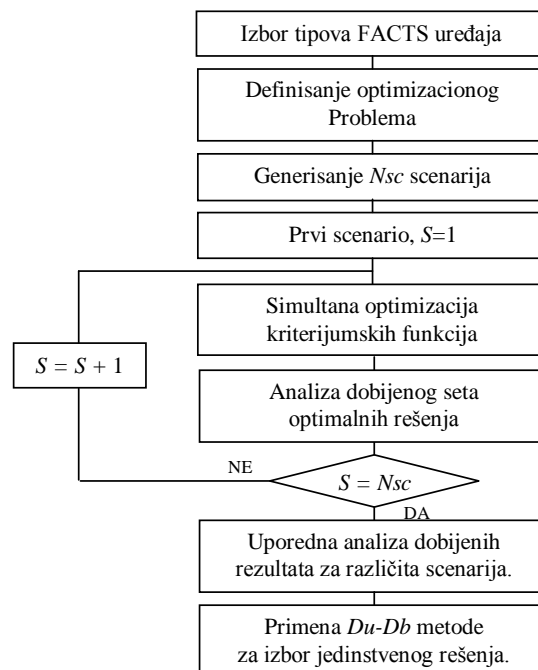 Izbor tipova FACTS uređaja
Definisanje optimizacionog
Problema
Generisanje Nsc scenarija
Prvi scenario, S=1
Simultana optimizacija
kriterijumskih funkcija
S = S + 1
Analiza dobijenog seta
optimalnih rešenja
NE
S = Nsc
DA
Uporedna analiza dobijenih
rezultata za različita scenarija.
Primena Du-Db metode
za izbor jedinstvenog rešenja.